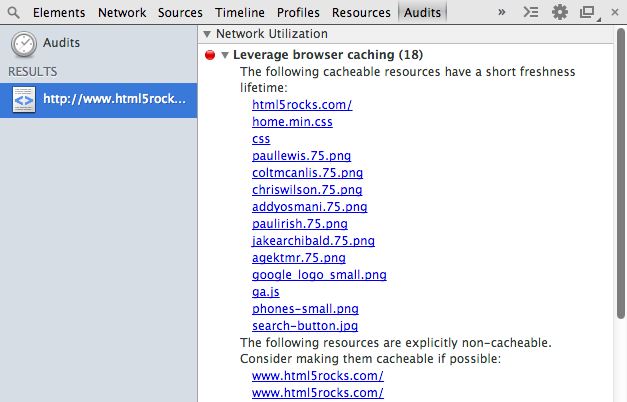 Elements Network Sources Timeline Profiles Resources Audits »
Audits
RESULTS
http://www.html5rock...
Network Utilization
Leverage browser caching (18)
The following cacheable resources have a short freshness
lifetime:
html5rocks.com/
home.min.css
css
paullewis.75.png
coltmcanlis.75.png
chriswilson.75.png
addyosmani.75.png
paulirish.75.png
jakearchibald.75.png
agektmr.75.png
google_logo_small.png
ga.js
phones-small.png
search-button.jpg
The following resources are explicitly non-cacheable.
Consider making them cacheable if possible:
www.html5rocks.com/
www.html5rocks.com/